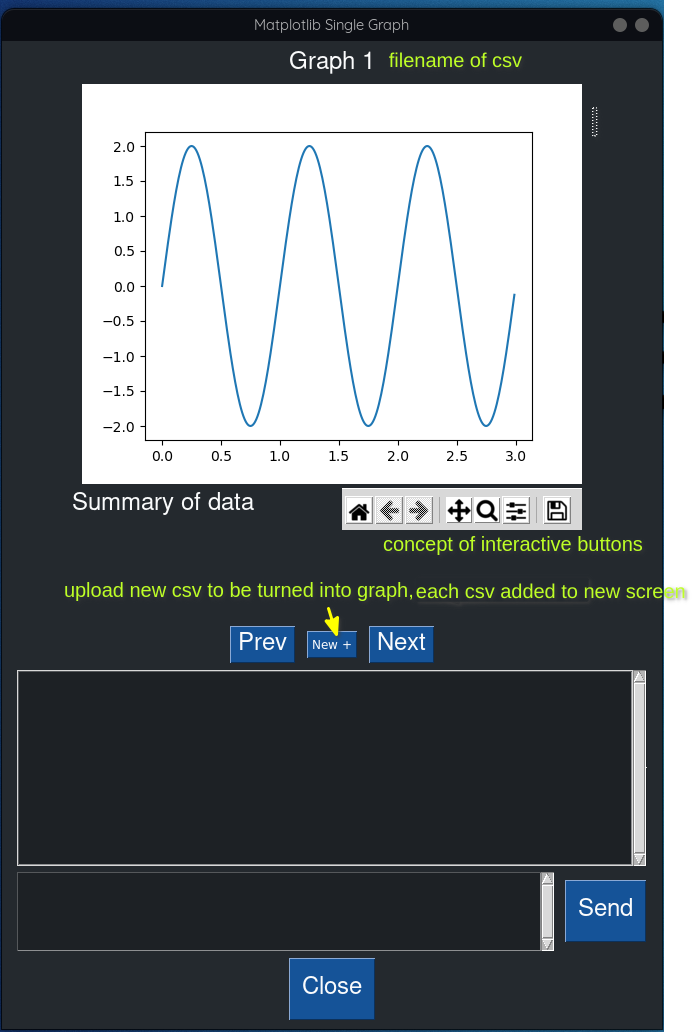 Matplotlib Single Graph
Graph 1 filename of csv
2.0
1.5
1.0
0.5
0.0
−0.5
−1.0
−1.5
−2.0
0.0 0.5 1.0 1.5 2.0 2.5 3.0
Summary of data
concept of interactive buttons
upload new csv to be turned into graph, each csv added to new screen
Prev New + Next
Send
Close